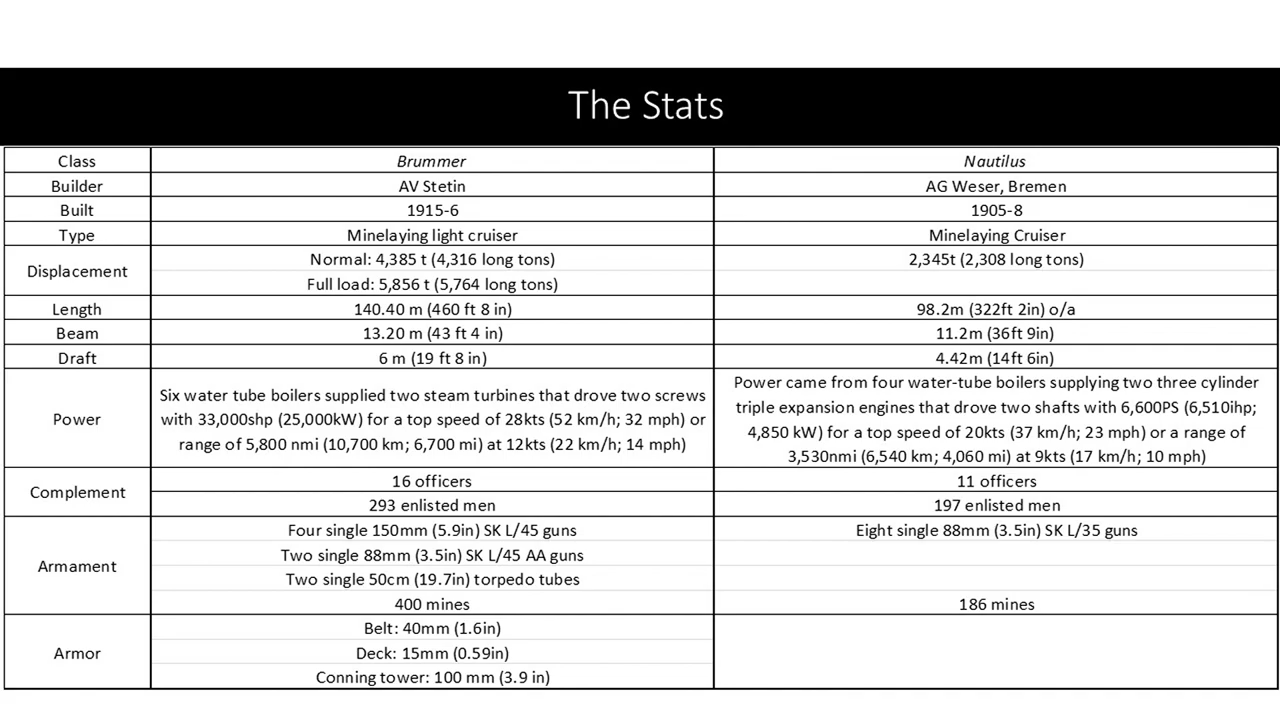 The Stats
Class Brummer Nautilus
Builder AV Stetin AG Weser, Bremen
Built 1915-6 1905-8
Type Minelaying light cruiser Minelaying Cruiser
Displacement
Normal: 4,385 t (4,316 long tons) 2,345t (2,308 long tons)
Full load: 5,856 t (5,764 long tons)
Length 140.40 m (460 ft 8 in) 98.2m (322ft 2in) o/a
Beam 13.20 m (43 ft 4 in) 11.2m (36ft 9in)
Draft 6 m (19 ft 8 in) 4.42m (14ft 6in)
Power
Six water tube boilers supplied two steam turbines that drove two screws
with 33,000shp (25,000kW) for a top speed of 28kts (52 km/h; 32 mph) or
range of 5,800 nmi (10,700 km; 6,700 mi) at 12kts (22 km/h; 14 mph)
Power came from four water-tube boilers supplying two three cylinder
triple expansion engines that drove two shafts with 6,600PS (6,510ihp;
4,850 kW) for a top speed of 20kts (37 km/h; 23 mph) or a range of
3,530nmi (6,540 km; 4,060 mi) at 9kts (17 km/h; 10 mph)
Complement
16 officers 11 officers
293 enlisted men 197 enlisted men
Armament
Four single 150mm (5.9in) SK L/45 guns Eight single 88mm (3.5in) SK L/35 guns
Two single 88mm (3.5in) SK L/45 AA guns
Two single 50cm (19.7in) torpedo tubes
400 mines 186 mines
Armor
Belt: 40mm (1.6in)
Deck: 15mm (0.59in)
Conning tower: 100 mm (3.9 in)